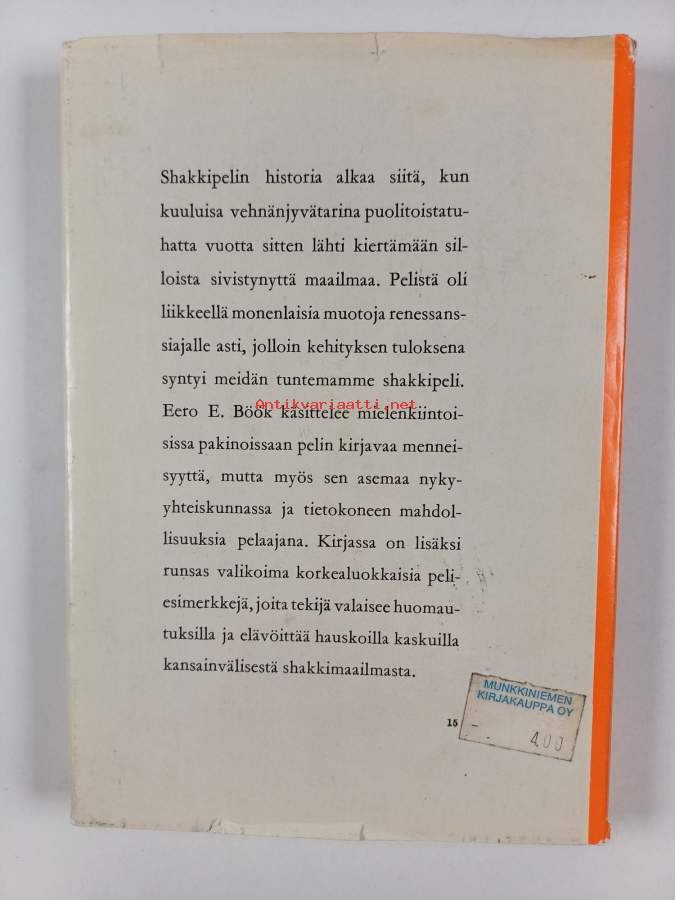 Shakkipelin historia alkaa siitä, kun
kuuluisa vehnänjyvätarina puolitoistatu-
hatta vuotta sitten lähti kiertämään sil-
loista sivistynyttä maailmaa. Pelistä oli
liikkeellä monenlaisia muotoja renessans-
siajalle asti, jolloin kehityksen tuloksena
syntyi meidän tuntemamme shakkipeli.
Antikvariaatti.net
Eero E. Böök käsittelee mielenkiintoi-
sissa pakinoissaan pelin kirjavaa mennei-
syyttä, mutta myös sen asemaa nyky-
yhteiskunnassa ja tietokoneen mahdol-
lisuuksia pelaajana. Kirjassa on lisäksi
runsas valikoima korkealuokkaisia peli-
esimerkkejä, joita tekijä valaisee huomau-
tuksilla ja elävöittää hauskoilla kaskuilla
kansainvälisestä shakkimaailmasta.
15
MUNKKINIEMEN
KIRJAKAUPPA OY
400